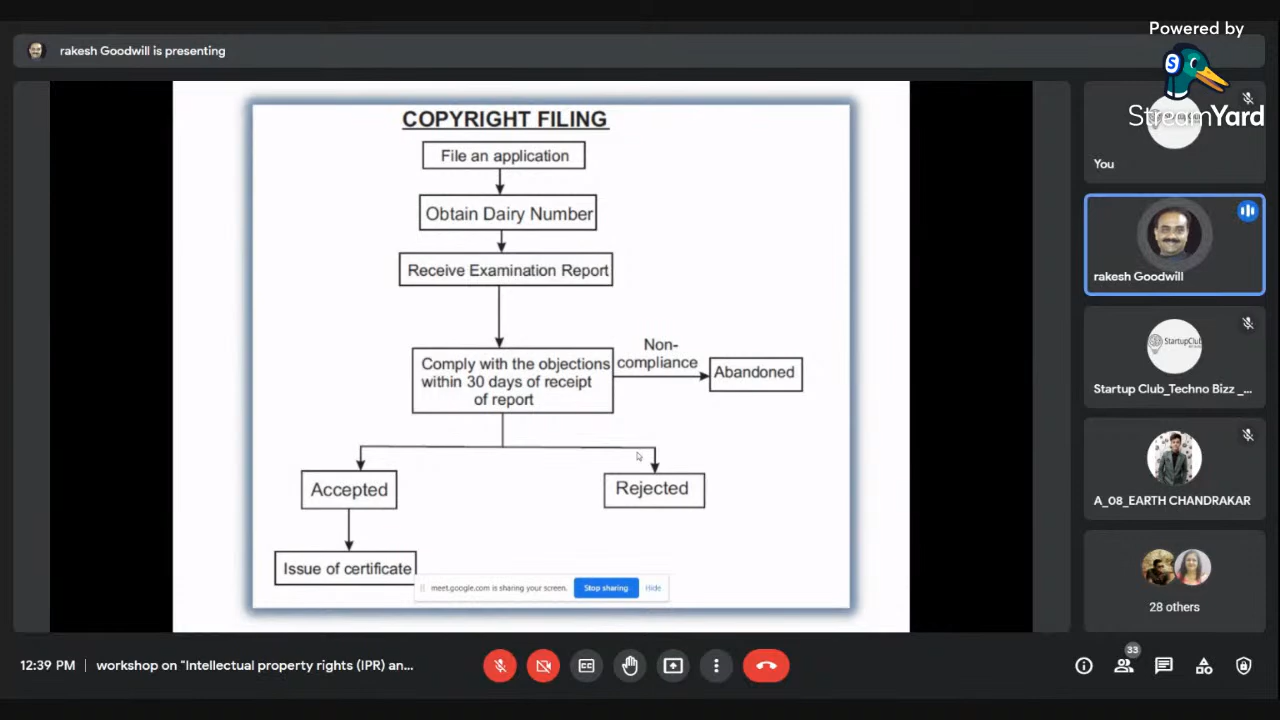 Powered by
StreamYard
rakesh Goodwill is presenting
COPYRIGHT FILING
File an application
Obtain Dairy Number
Receive Examination Report
Comply with the objections
within 30 days of receipt
of report
Non-
compliance
Abandoned
Accepted
Rejected
Issue of certificate
meet.google.com is sharing your screen.
Stop sharing
Hide
You
rakesh Goodwill
StartupClub
Startup Club_Techno Bizz _...
A_08_EARTH CHANDRAKAR
28 others
12:39 PM | workshop on "Intellectual property rights (IPR) an...
33